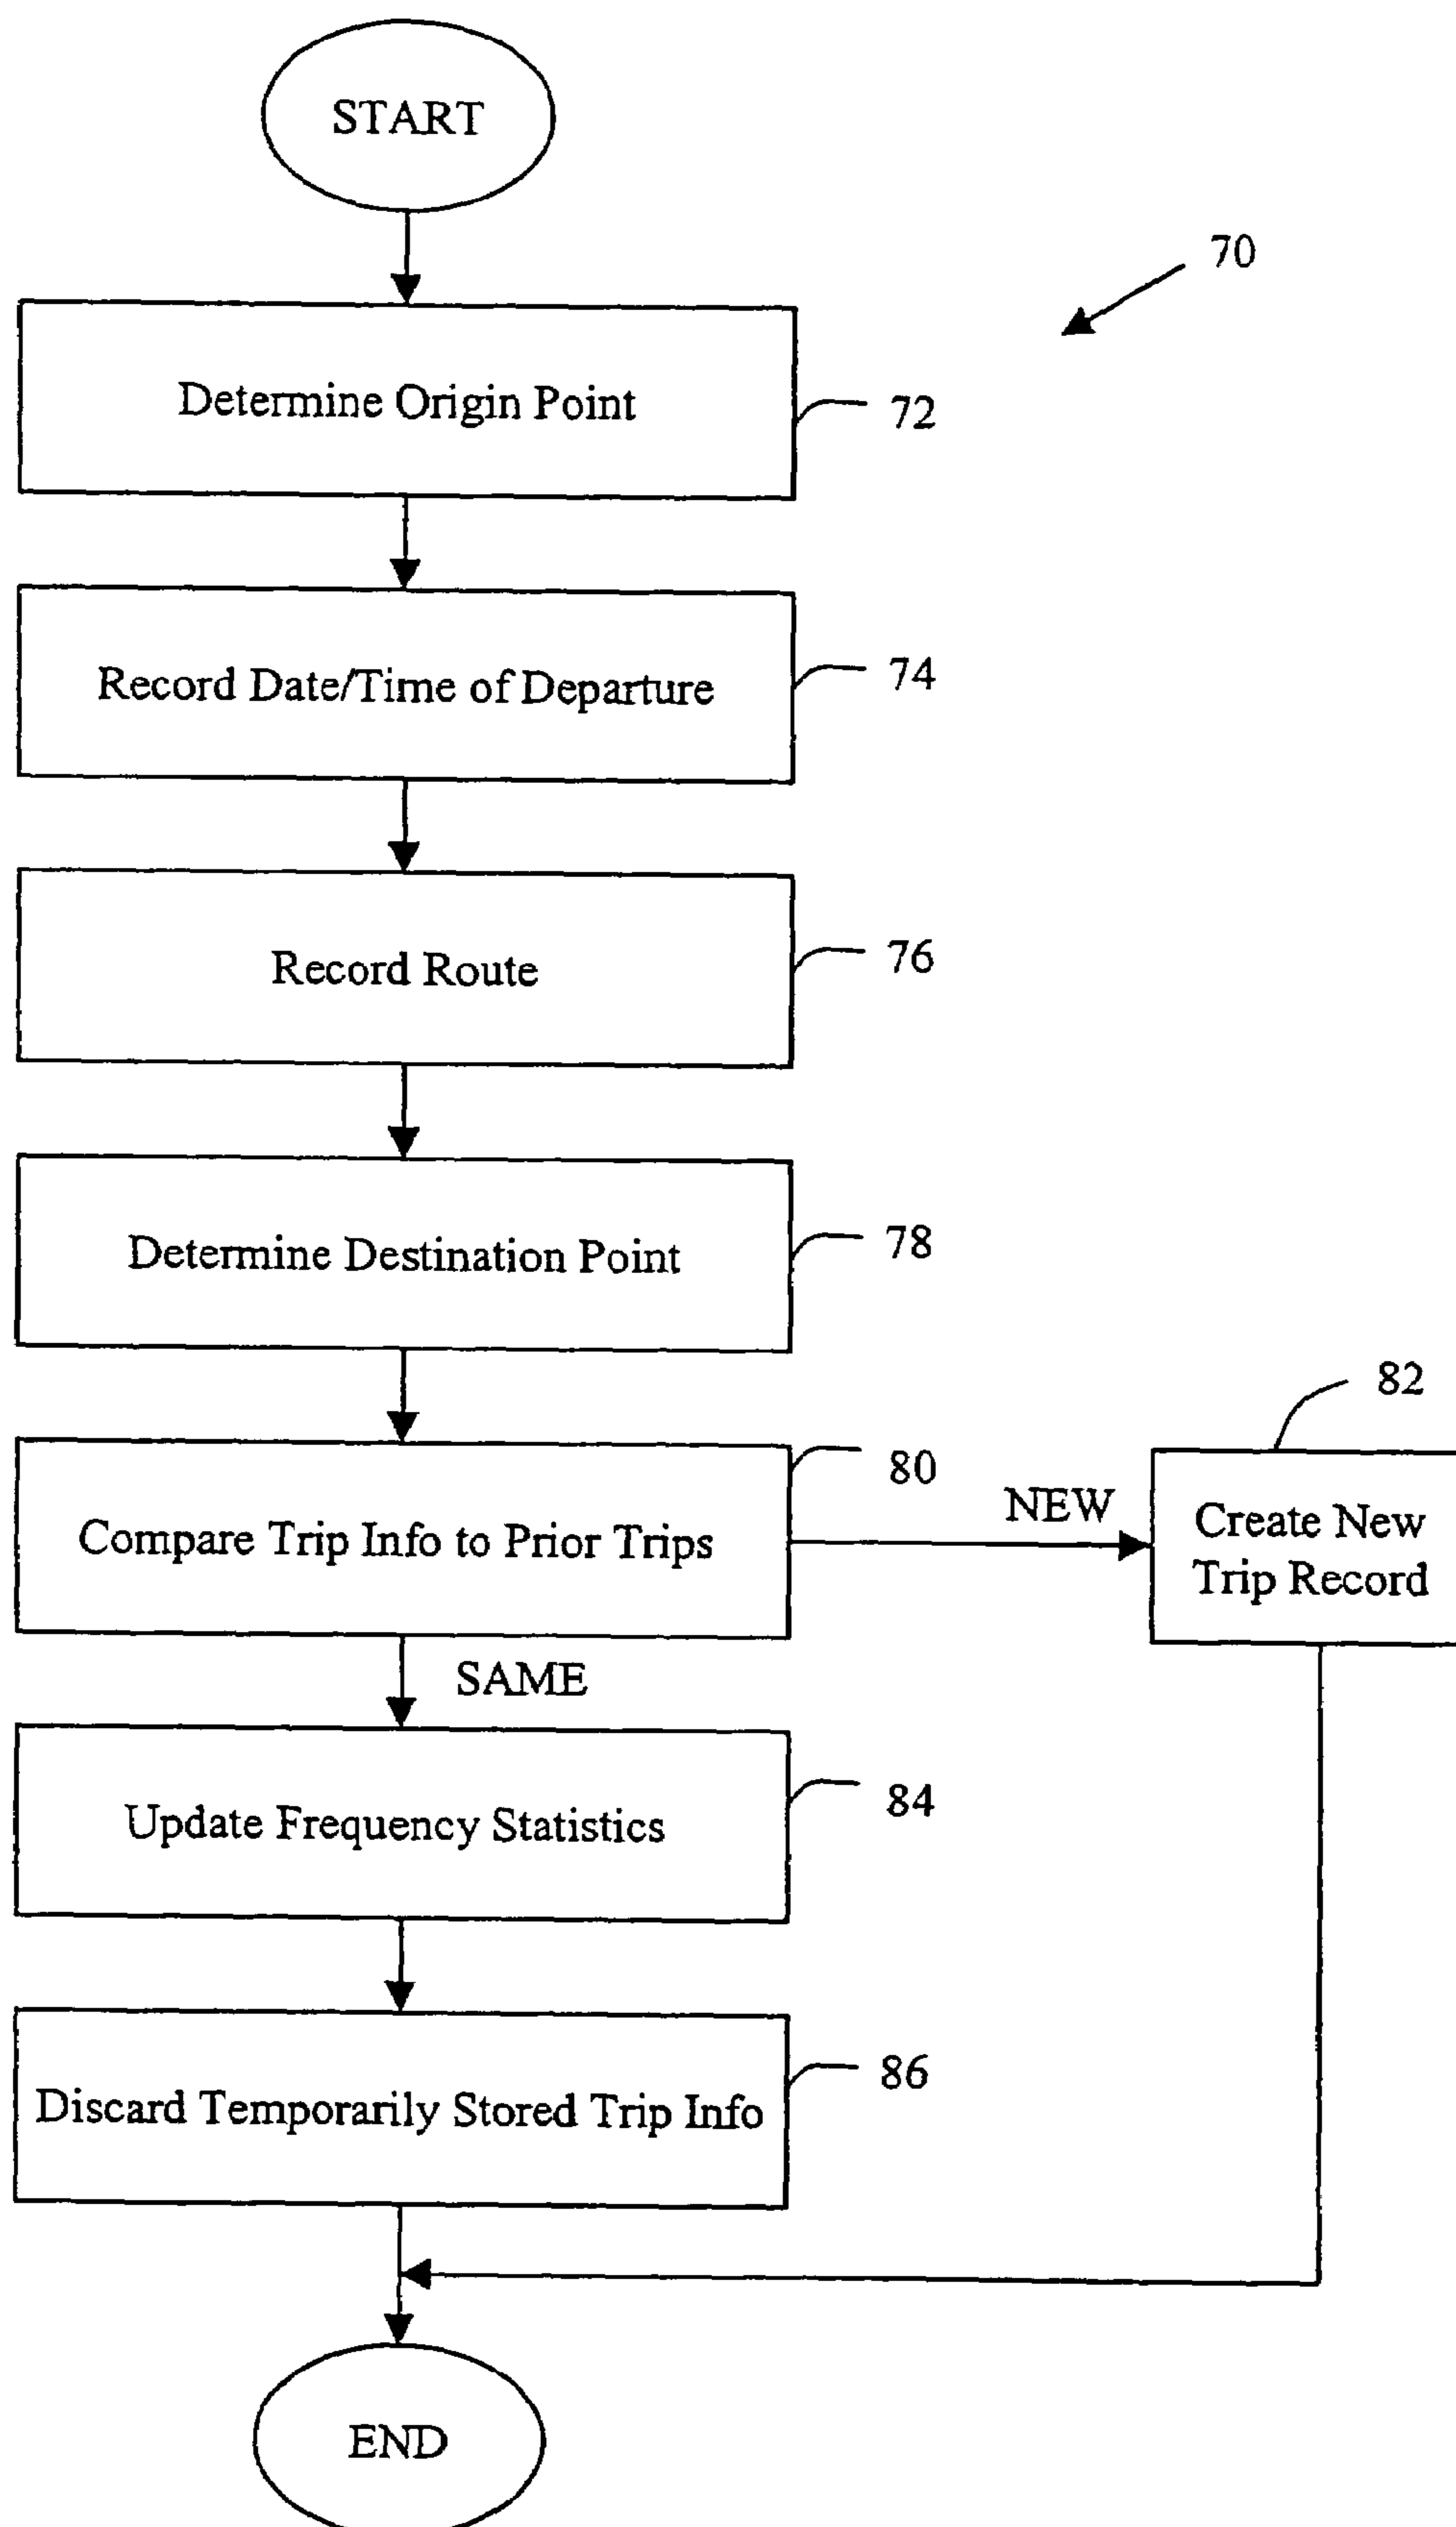 START
70
Determine Origin Point
72
Record Date/Time of Departure
74
Record Route
76
Determine Destination Point
78
82
Compare Trip Info to Prior Trips
80
NEW
Create New
Trip Record
SAME
Update Frequency Statistics
84
Discard Temporarily Stored Trip Info
86
END